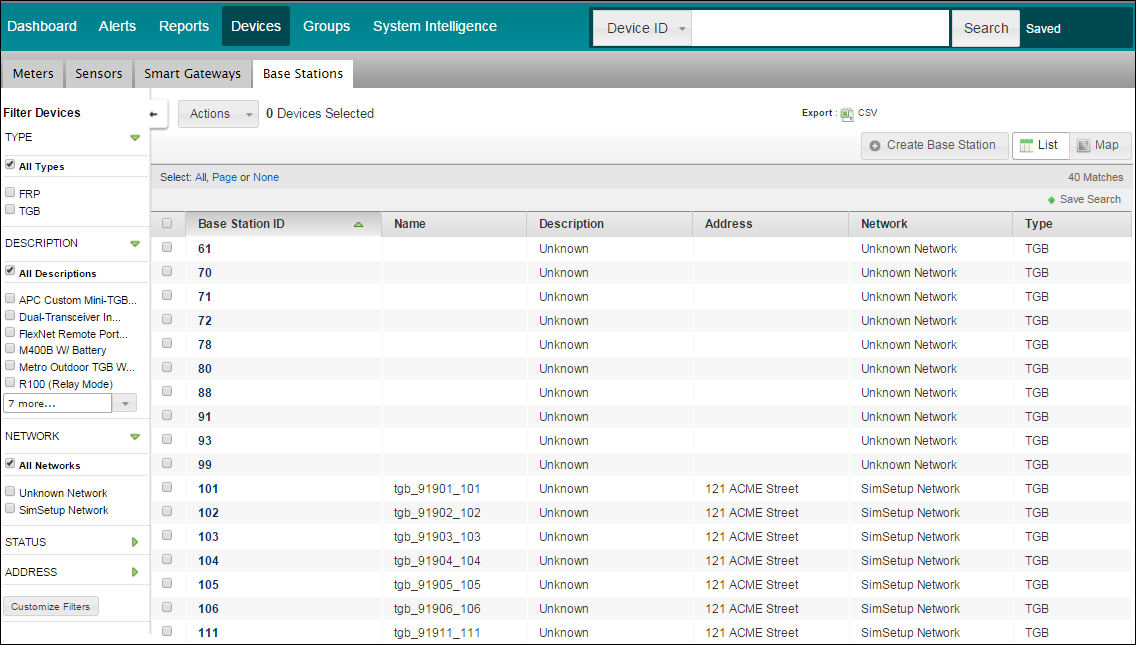 Dashboard Alerts Reports Devices Groups System Intelligence Device ID Search Saved
Meters Sensors Smart Gateways Base Stations
Filter Devices
TYPE
All Types
FRP
TGB
DESCRIPTION
All Descriptions
APC Custom Mini-TGB...
Dual-Transceiver In...
FlexNet Remote Port...
M400B W/ Battery
Metro Outdoor TGB W...
R100 (Relay Mode)
7 more...
NETWORK
All Networks
Unknown Network
SimSetup Network
STATUS
ADDRESS
Customize Filters
Actions 0 Devices Selected Export : CSV
Create Base Station List Map
Select: All, Page or None 40 Matches
Save Search
Base Station ID Name Description Address Network Type
61 Unknown Unknown Network TGB
70 Unknown Unknown Network TGB
71 Unknown Unknown Network TGB
72 Unknown Unknown Network TGB
78 Unknown Unknown Network TGB
80 Unknown Unknown Network TGB
88 Unknown Unknown Network TGB
91 Unknown Unknown Network TGB
93 Unknown Unknown Network TGB
99 Unknown Unknown Network TGB
101 tgb_91901_101 Unknown 121 ACME Street SimSetup Network TGB
102 tgb_91902_102 Unknown 121 ACME Street SimSetup Network TGB
103 tgb_91903_103 Unknown 121 ACME Street SimSetup Network TGB
104 tgb_91904_104 Unknown 121 ACME Street SimSetup Network TGB
105 tgb_91905_105 Unknown 121 ACME Street SimSetup Network TGB
106 tgb_91906_106 Unknown 121 ACME Street SimSetup Network TGB
111 tgb_91911_111 Unknown 121 ACME Street SimSetup Network TGB